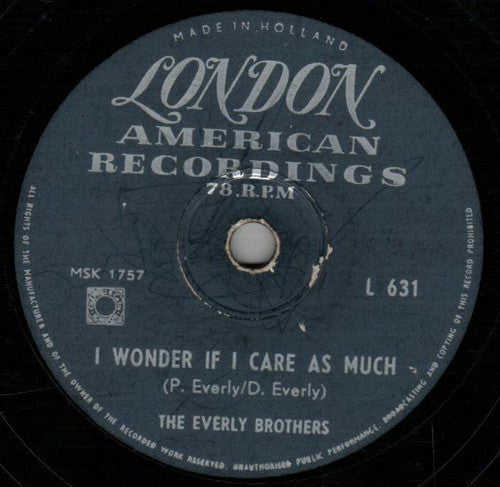 MADE IN HOLLAND
LONDON
AMERICAN
RECORDINGS
78.R.P.M
MSK 1757
L 631
I WONDER IF I CARE AS MUCH
(P. Everly/D. Everly)
THE EVERLY BROTHERS
ALL RIGHTS OF THE MANUFACTURER AND OF THE OWNER OF THE RECORDED WORK RESERVED. UNAUTHORISED PUBLIC PERFORMANCE, BROADCASTING AND COPYING OF THIS RECORD PROHIBITED